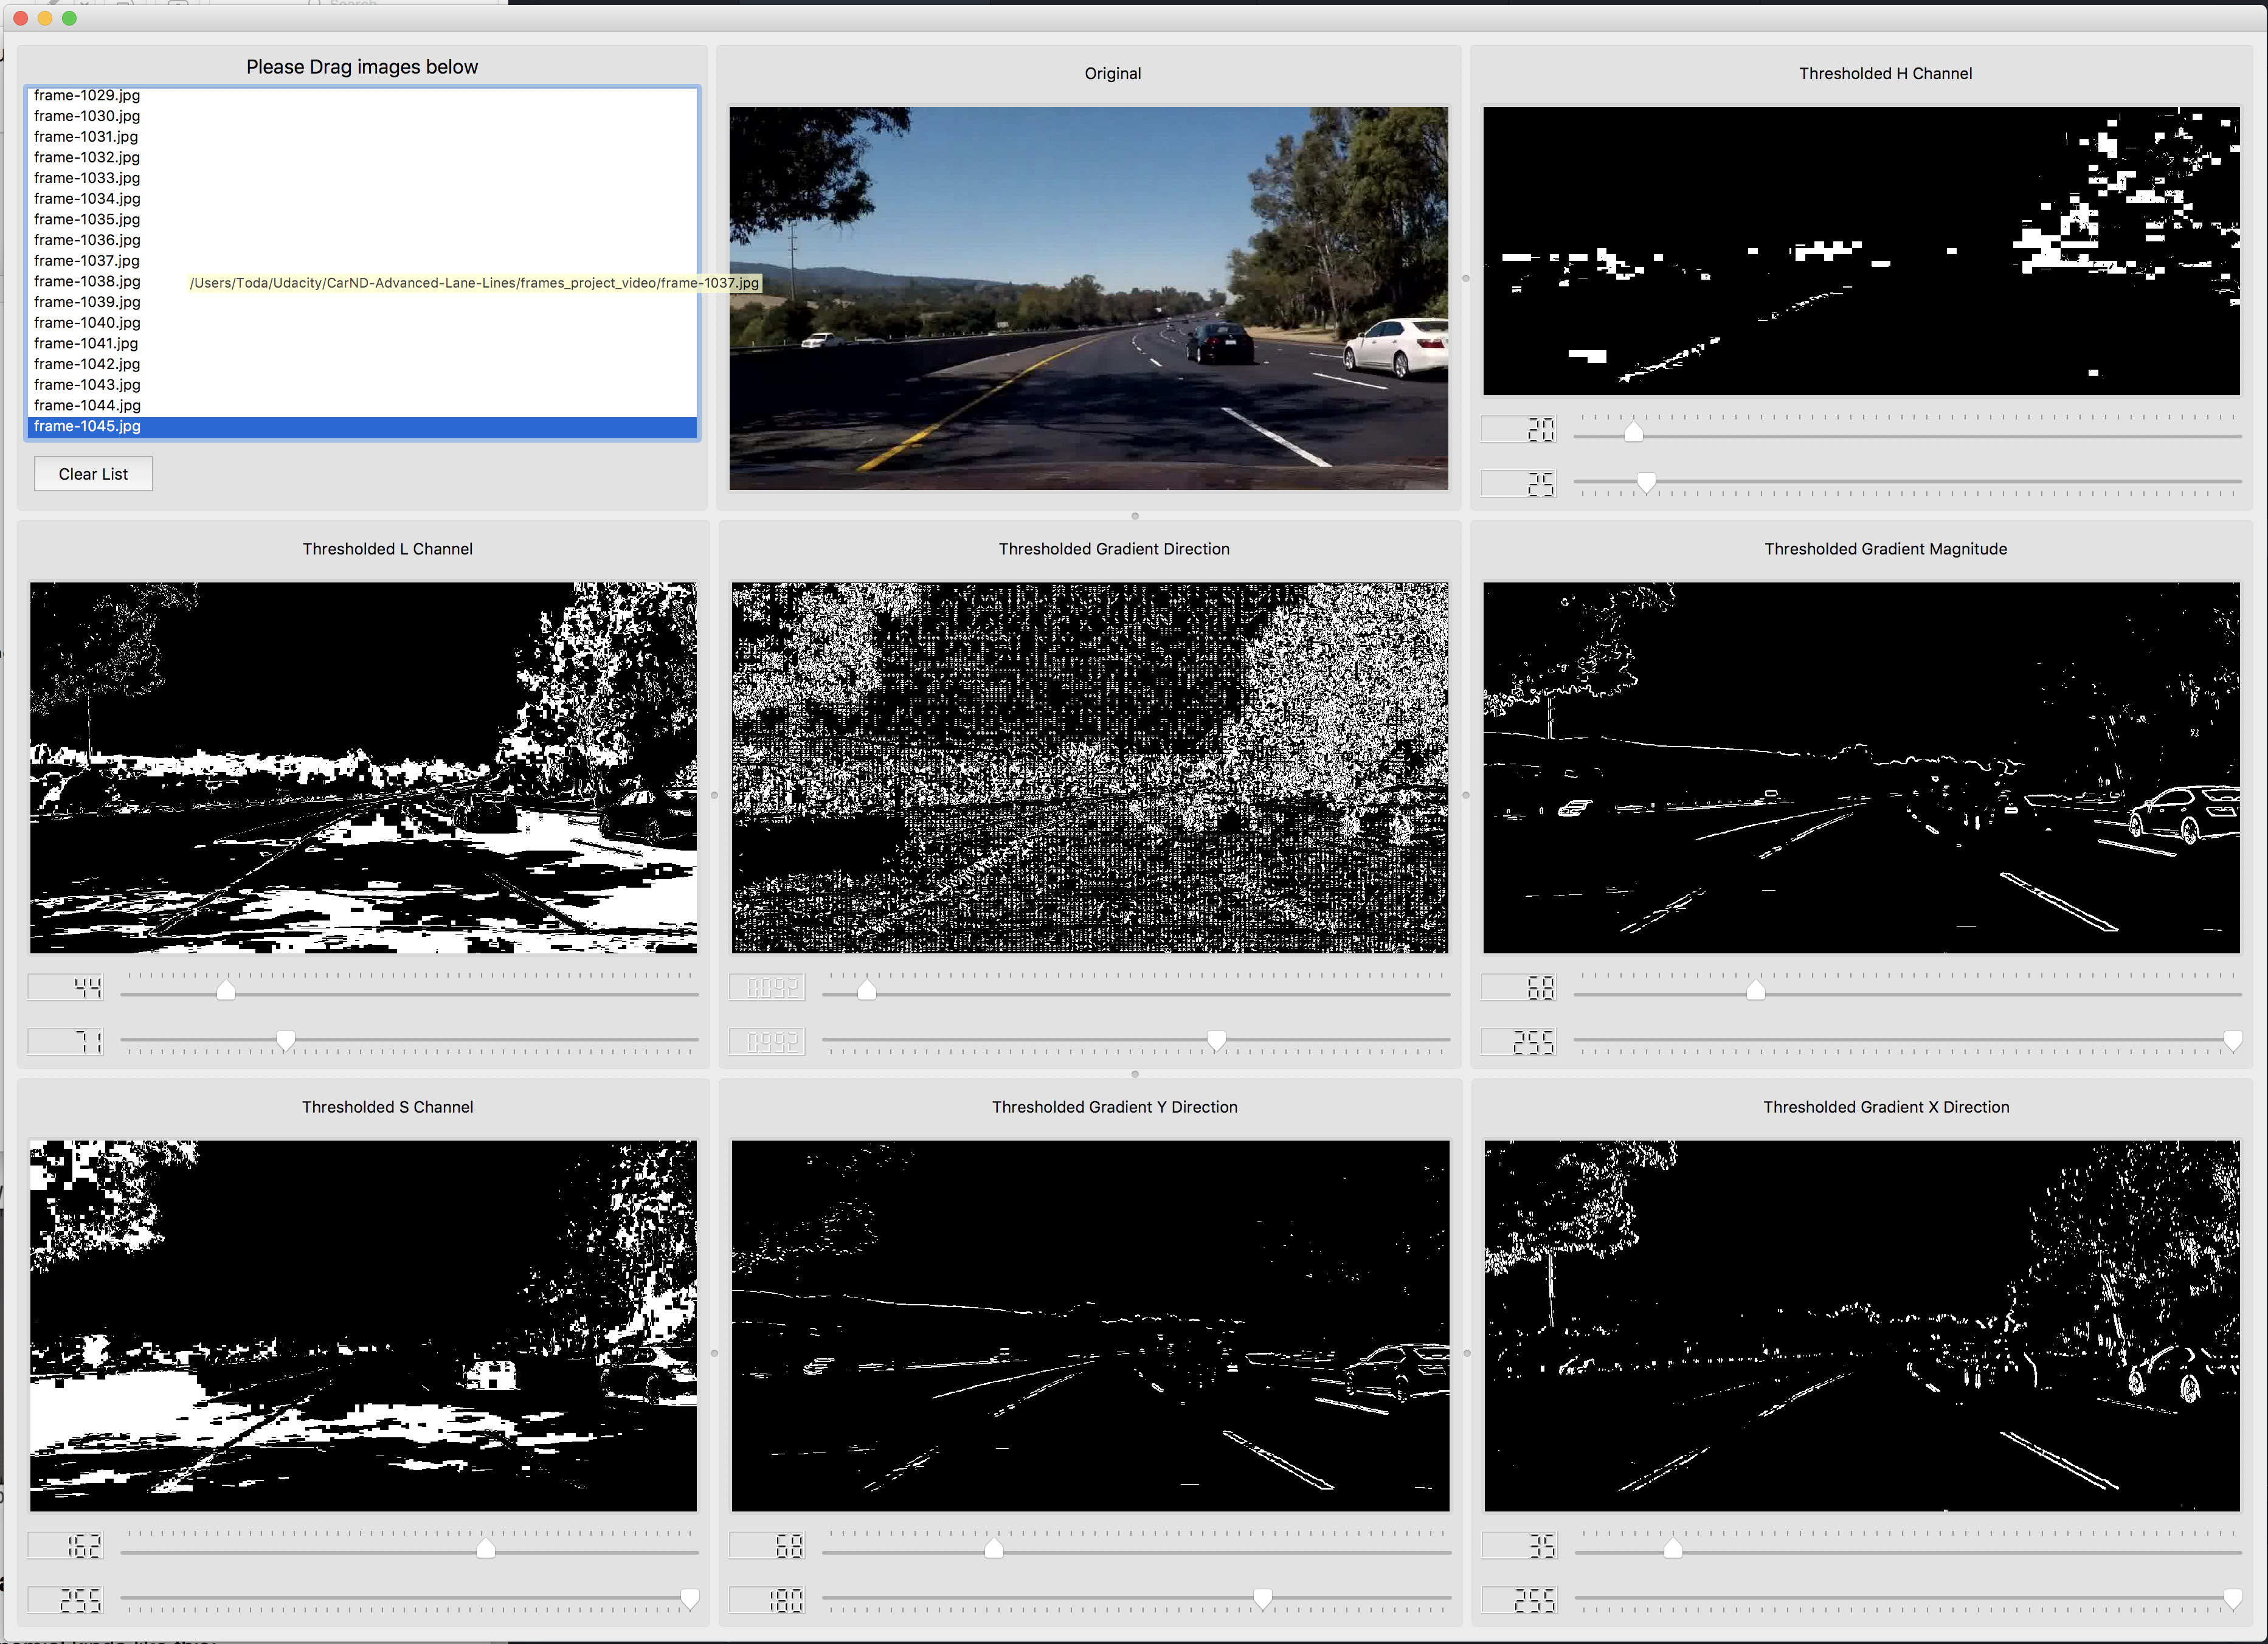 Search
Please Drag images below
frame-1029.jpg
frame-1030.jpg
frame-1031.jpg
frame-1032.jpg
frame-1033.jpg
frame-1034.jpg
frame-1035.jpg
frame-1036.jpg
frame-1037.jpg
frame-1038.jpg
/Users/Toda/Udacity/CarND-Advanced-Lane-Lines/frames_project_video/frame-1037.jpg
frame-1039.jpg
frame-1040.jpg
frame-1041.jpg
frame-1042.jpg
frame-1043.jpg
frame-1044.jpg
frame-1045.jpg
Clear List
Original
Thresholded H Channel
20
25
Thresholded L Channel
44
71
Thresholded Gradient Direction
0.092
0.992
Thresholded Gradient Magnitude
68
255
Thresholded S Channel
162
255
Thresholded Gradient Y Direction
68
180
Thresholded Gradient X Direction
35
255